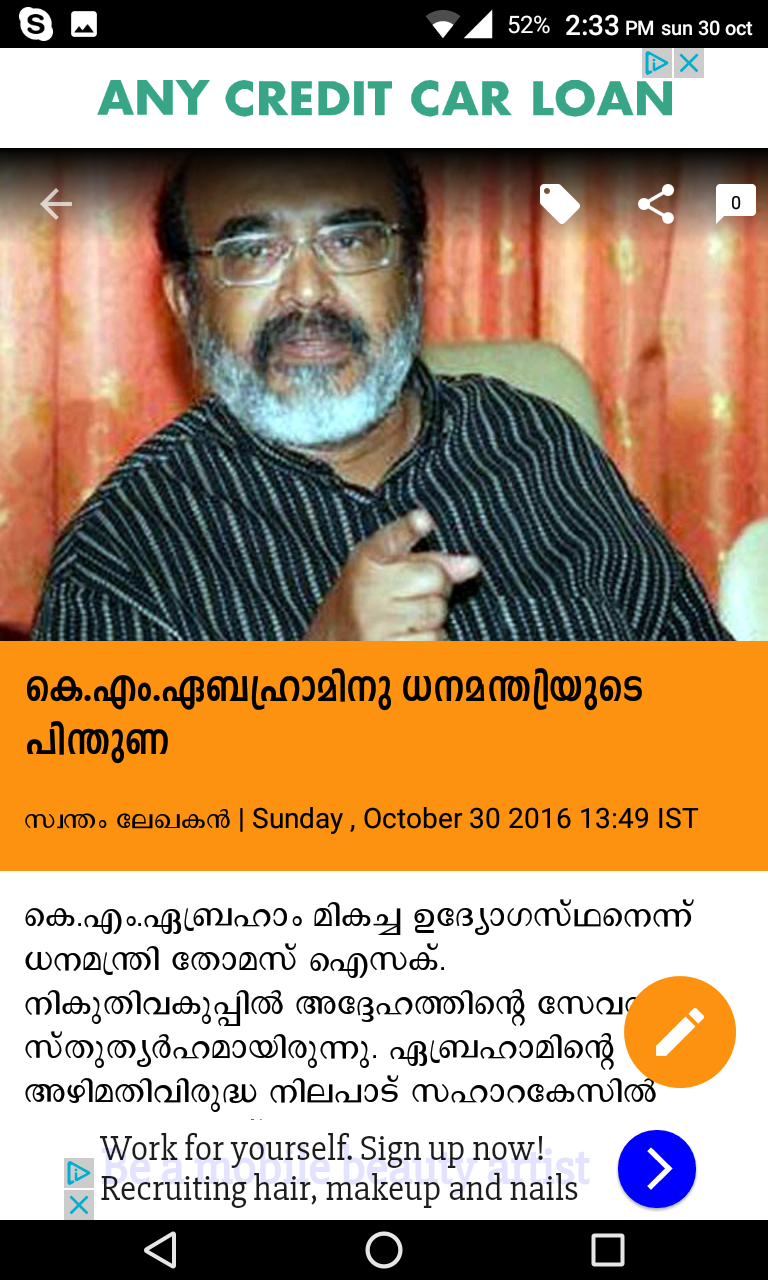 52% 2:33 PM sun 30 oct
ANY CREDIT CAR LOAN
0
കെ.എം.ഏബ്രഹാമിനു ധനമന്ത്രിയുടെ
പിന്തുണ
സ്വന്തം ലേഖകൻ | Sunday , October 30 2016 13:49 IST
കെ.എം.ഏബ്രഹാം മികച്ച ഉദ്യോഗസ്ഥനെന്ന്
ധനമന്ത്രി തോമസ് ഐസക്.
നികുതിവകുപ്പിൽ അദ്ദേഹത്തിന്റെ
സ്തുത്യർഹമായിരുന്നു. ഏബ്രഹാമിന്റെ
അഴിമതിവിരുദ്ധ നിലപാട് സഹാറകേസിൽ
Work for yourself. Sign up now!
Be a mobile beauty artist
Recruiting hair, makeup and nails